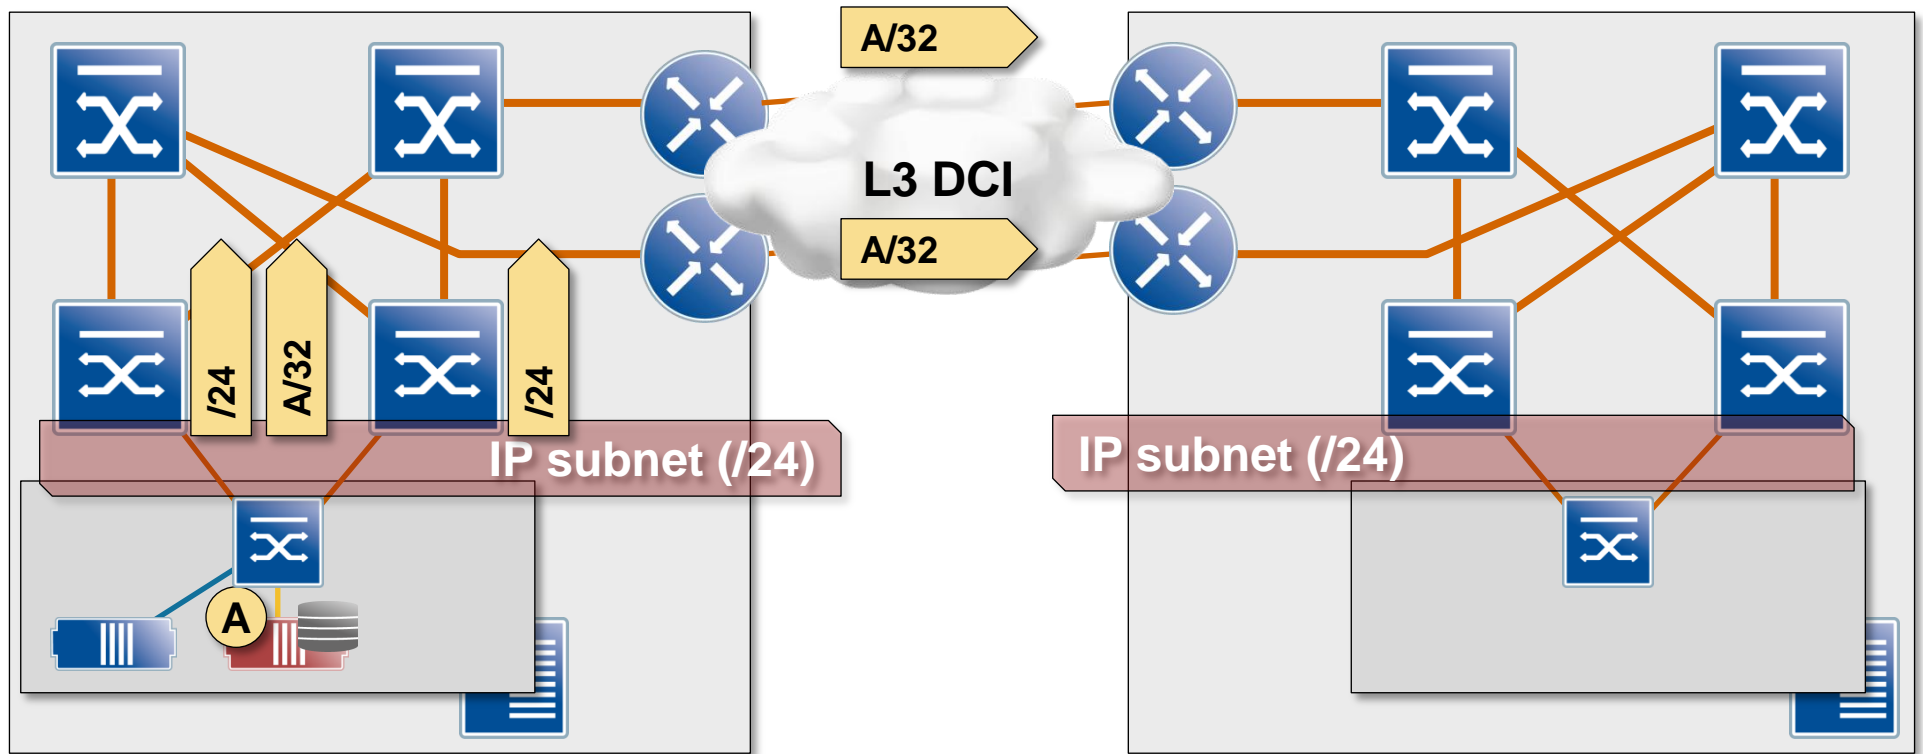 A/32
L3 DCI
A/32
/24
A/32
/24
IP subnet (/24)
IP subnet (/24)
A